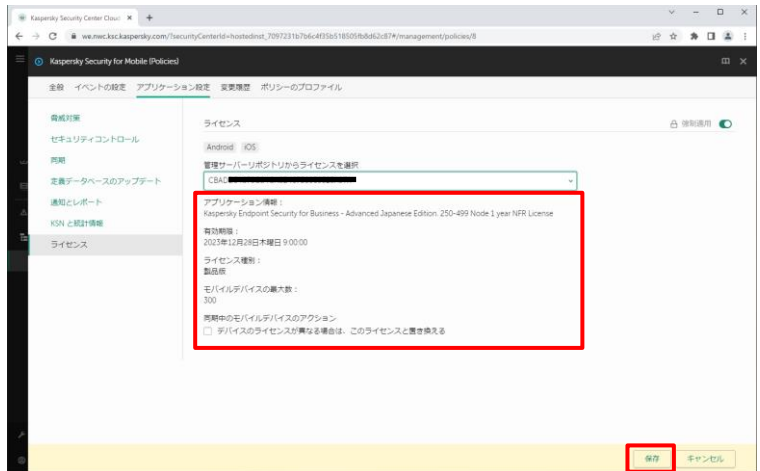 Kaspersky Security Center Cloud
we.nwc.ksc.kaspersky.com/?securityCenterId=hostedinst_7097231b7b6c4f35b518505fb8d62c87#/management/policies/8
Kaspersky Security for Mobile (Policies)
全般 イベントの設定 アプリケーション設定 変更履歴 ポリシーのプロファイル
脅威対策
セキュリティコントロール
同期
定義データベースのアップデート
通知とレポート
KSN と統計情報
ライセンス
ライセンス
強制適用
Android iOS
管理サーバーリポジトリからライセンスを選択
アプリケーション情報：
Kaspersky Endpoint Security for Business - Advanced Japanese Edition. 250-499 Node 1 year NFR License
有効期限：
2023年12月28日木曜日 9:00:00
ライセンス種別：
製品版
モバイルデバイスの最大数：
300
同期中のモバイルデバイスのアクション
デバイスのライセンスが異なる場合は、このライセンスと置き換える
保存 キャンセル